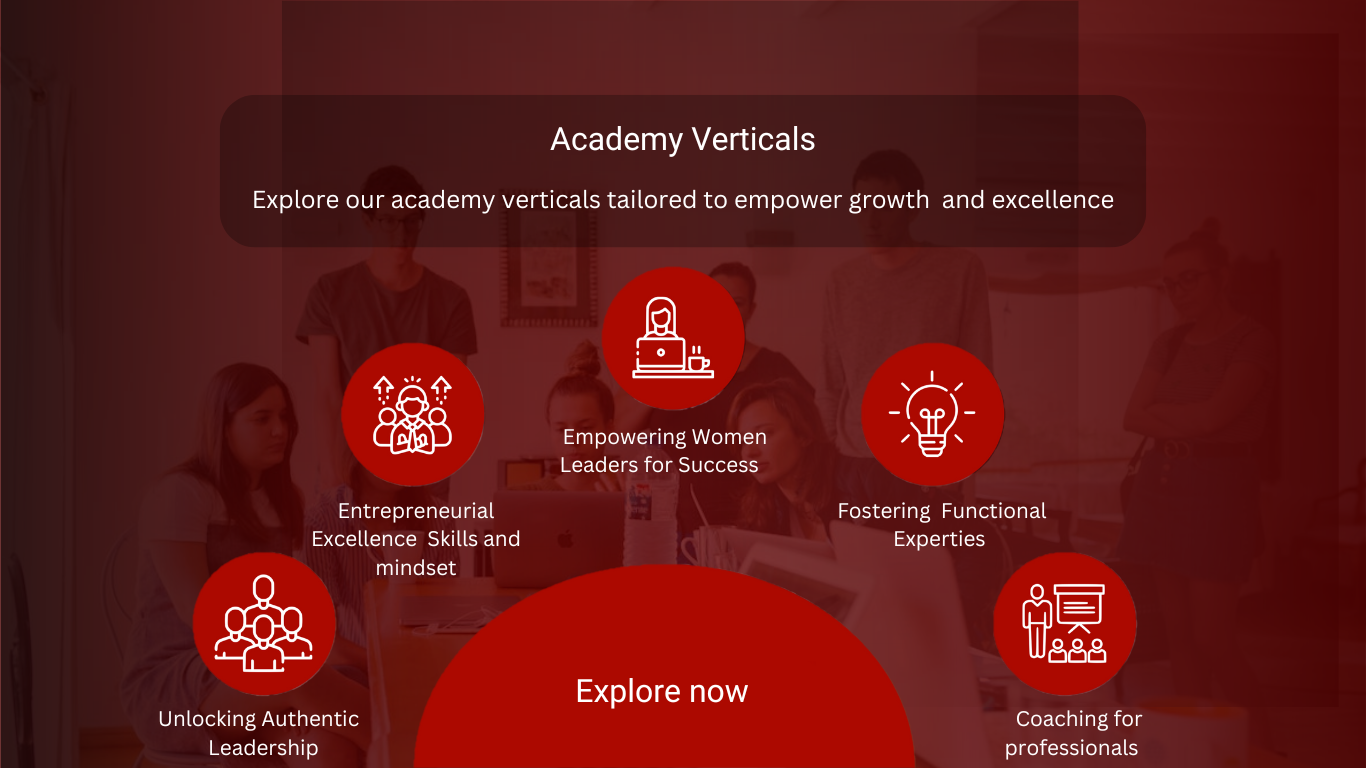 Academy Verticals
Explore our academy verticals tailored to empower growth  and excellence
Empowering Women
Leaders for Success
Entrepreneurial
Excellence  Skills and
mindset
Fostering  Functional
Experties
Unlocking Authentic
Leadership
Explore now
Coaching for
professionals